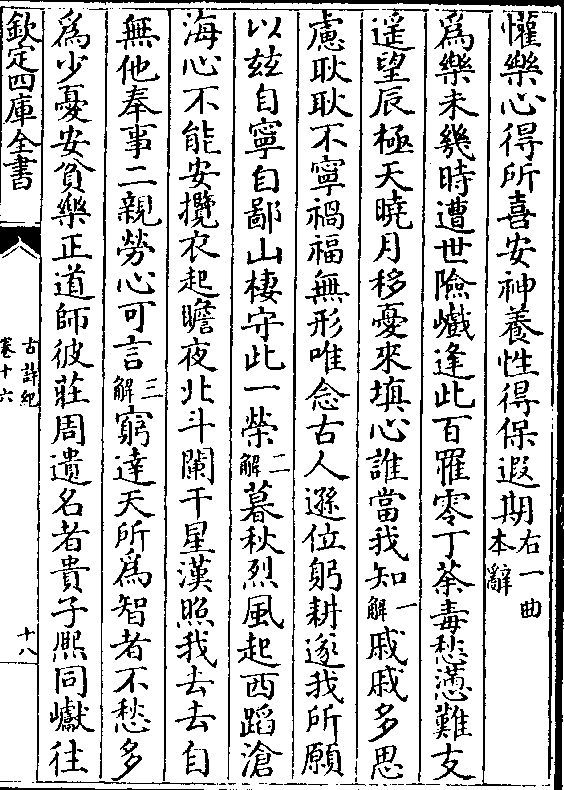 懽樂心得所喜安神養性得保遐期右一曲本辭
為樂未幾時遭世險巇逢此百罹零丁荼毒愁懣難支
遥望辰極天曉月移憂來填心誰當我知一解戚戚多思
慮耿耿不寧禍福無形唯念古人遜位躬耕遂我所願
以兹自寧自鄙山棲守此一榮二解暮秋烈風起西蹈滄
海心不能安攬衣起瞻夜北斗闌干星漢照我去去自
無他奉事二親勞心可言三解窮達天所為智者不愁多
為少憂安貧樂正道師彼莊周遺名者貴子熈同巘往
欽定四庫全書
古詩紀
卷十六
十八